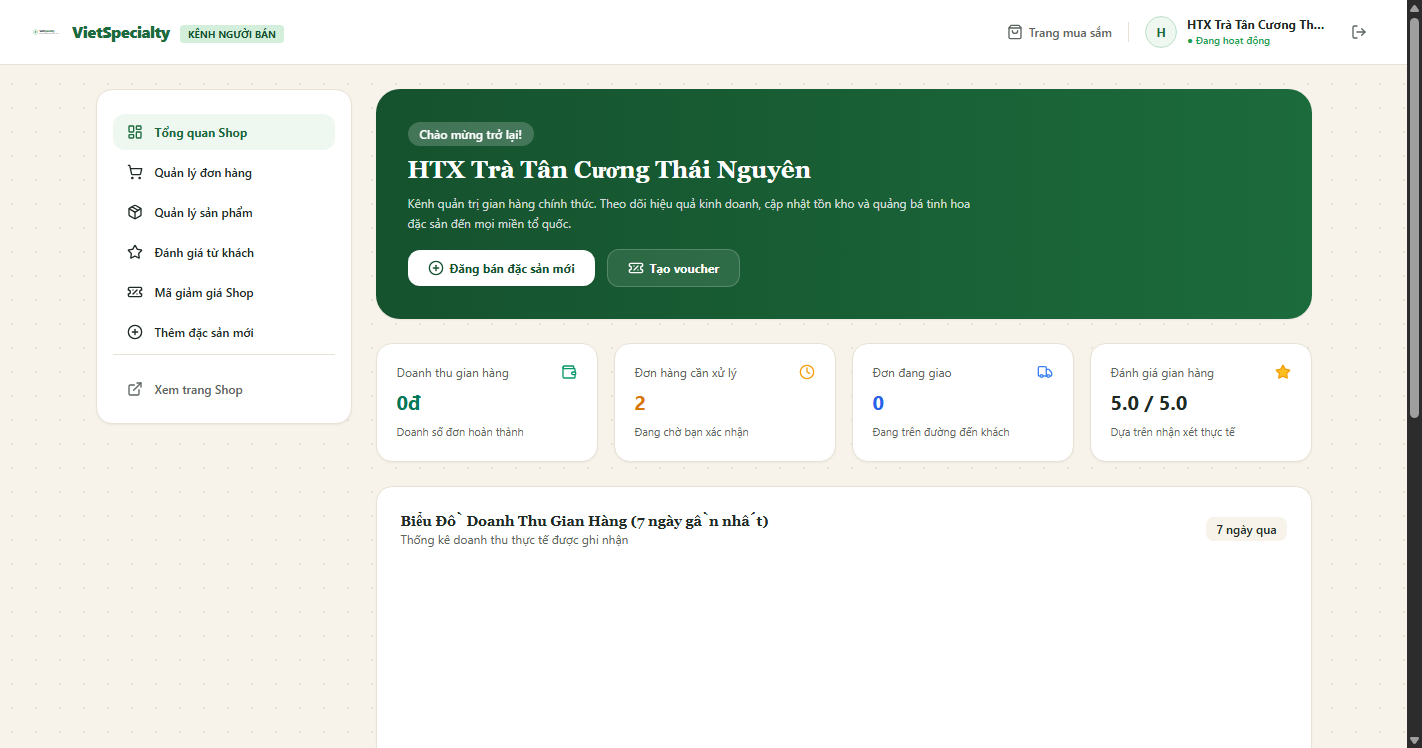 VietSpecialty
KÊNH NGƯỜI BÁN
Trang mua sắm
H
HTX Trà Tân Cương Th...
Đang hoạt động
Tổng quan Shop
Quản lý đơn hàng
Quản lý sản phẩm
Đánh giá từ khách
Mã giảm giá Shop
Thêm đặc sản mới
Xem trang Shop
Chào mừng trở lại!
HTX Trà Tân Cương Thái Nguyên
Kênh quản trị gian hàng chính thức. Theo dõi hiệu quả kinh doanh, cập nhật tồn kho và quảng bá tinh hoa
đặc sản đến mọi miền tổ quốc.
Đăng bán đặc sản mới
Tạo voucher
Doanh thu gian hàng
0đ
Doanh số đơn hoàn thành
Đơn hàng cần xử lý
2
Đang chờ bạn xác nhận
Đơn đang giao
0
Đang trên đường đến khách
Đánh giá gian hàng
5.0 / 5.0
Dựa trên nhận xét thực tế
Biểu Đồ Doanh Thu Gian Hàng (7 ngày gần nhất)
Thống kê doanh thu thực tế được ghi nhận
7 ngày qua